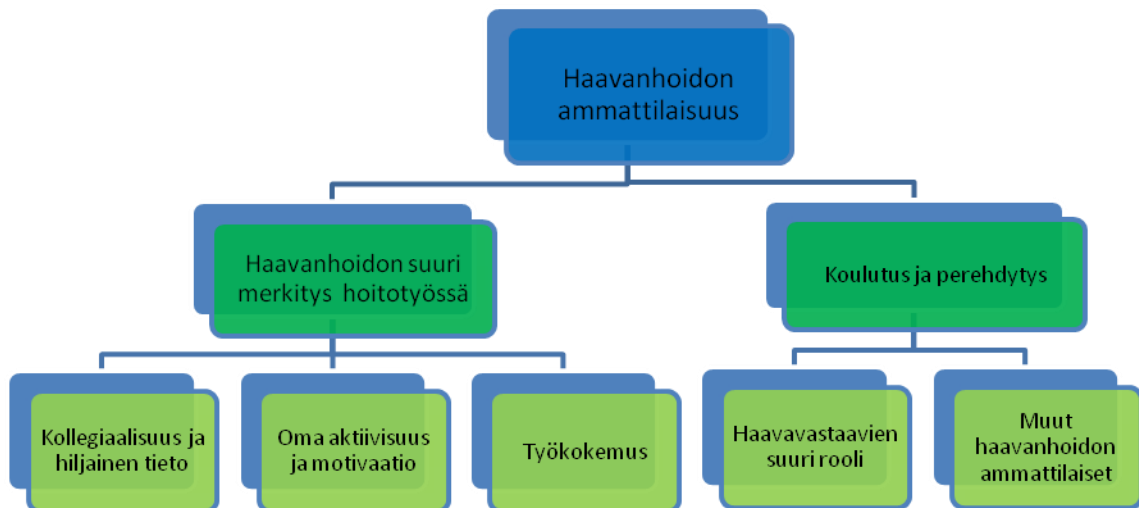 Haavanhoidon
ammattilaisuus
Haavanhoidon suuri
merkitys hoitotyössä
Koulutus ja perehdytys
Kollegiaalisuus ja
hiljainen tieto
Oma aktiivisuus
ja motivaatio
Työkokemus
Haavavastaavien
suuri rooli
Muut
haavanhoidon
ammattilaiset